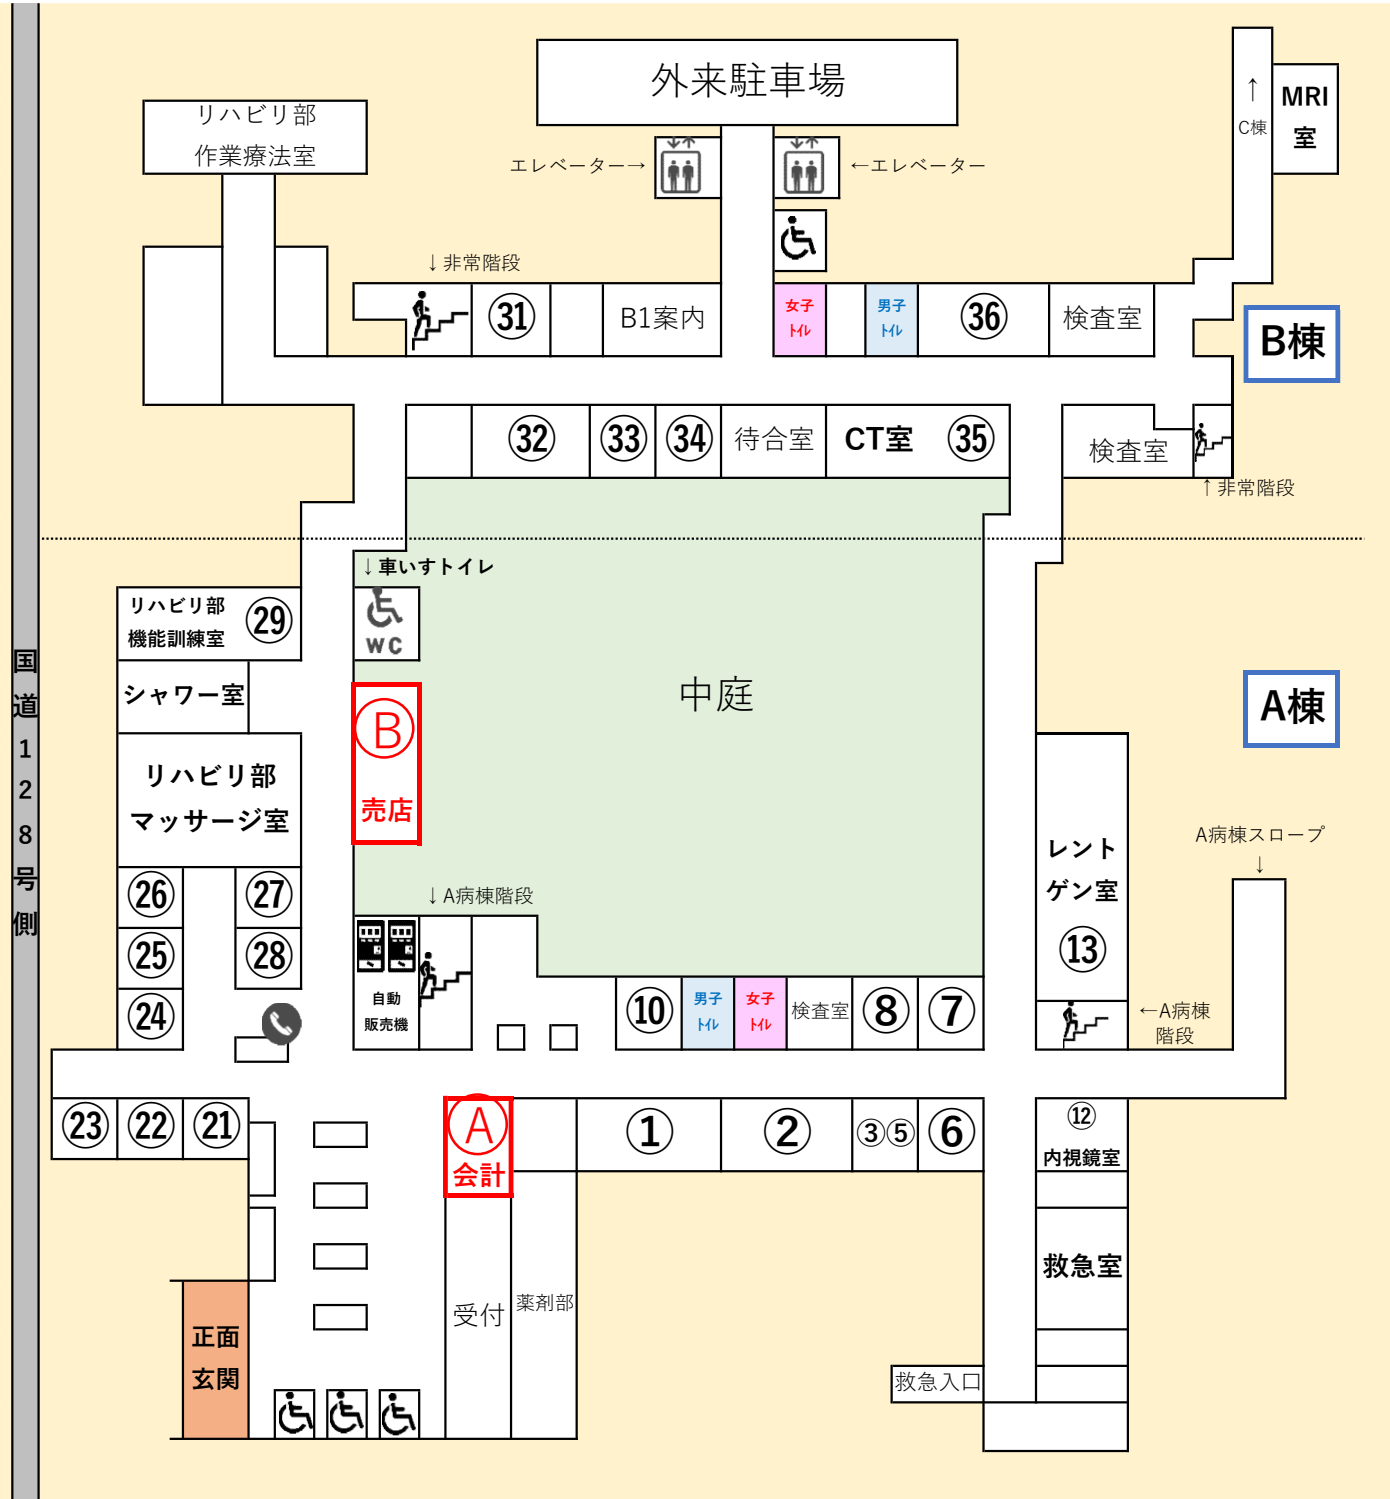 外来駐車場
↑
C棟
MRI
室
リハビリ部
作業療法室
エレベーター→
←エレベーター
↓非常階段
㉛
B1案内
女子
ﾄｲﾚ
男子
ﾄｲﾚ
㊱
検査室
B棟
㉜
㉝
㉞
待合室
CT室
㉟
検査室
↑非常階段
↓車いすトイレ
WC
リハビリ部
機能訓練室
㉙
シャワー室
Ⓑ
売店
中庭
A棟
国道128号側
リハビリ部
マッサージ室
レント
ゲン室
⑬
A病棟スロープ
↓
㉖
㉗
↓A病棟階段
㉕
㉘
㉔
自動
販売機
⑩
男子
ﾄｲﾚ
女子
ﾄｲﾚ
検査室
⑧
⑦
←A病棟
階段
㉓
㉒
㉑
Ⓐ
会計
①
②
③⑤
⑥
⑫
内視鏡室
救急室
受付
薬剤部
正面
玄関
救急入口